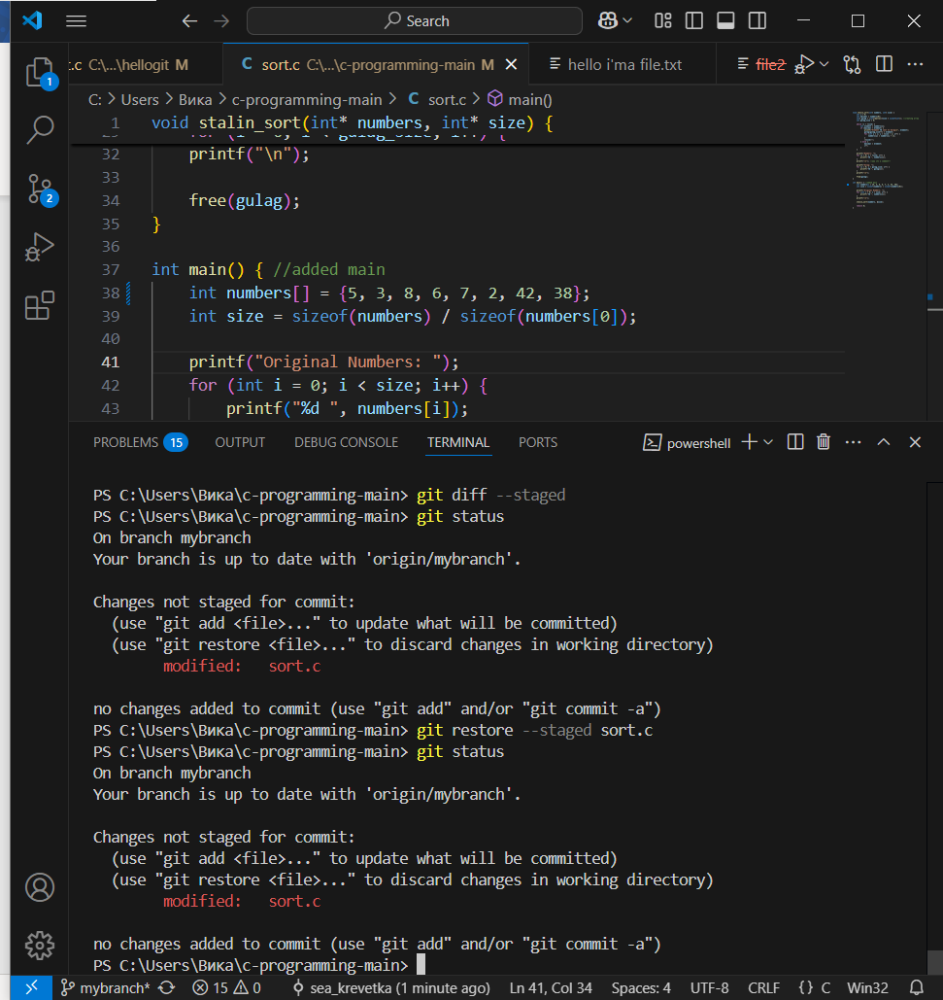 Search
.c C:\...\hellogit M
C sort.c C:\...\c-programming-main M
hello i'ma file.txt
file2
C: > Users > Вика > c-programming-main > C sort.c > main()
1 void stalin_sort(int* numbers, int* size) {
32 printf("\n");
33
34 free(gulag);
35 }
36
37 int main() { //added main
38 int numbers[] = {5, 3, 8, 6, 7, 2, 42, 38};
39 int size = sizeof(numbers) / sizeof(numbers[0]);
40
41 printf("Original Numbers: ");
42 for (int i = 0; i < size; i++) {
43 printf("%d ", numbers[i]);
PROBLEMS 15 OUTPUT DEBUG CONSOLE TERMINAL PORTS powershell
PS C:\Users\Вика\c-programming-main> git diff --staged
PS C:\Users\Вика\c-programming-main> git status
On branch mybranch
Your branch is up to date with 'origin/mybranch'.
Changes not staged for commit:
(use "git add <file>..." to update what will be committed)
(use "git restore <file>..." to discard changes in working directory)
modified: sort.c
no changes added to commit (use "git add" and/or "git commit -a")
PS C:\Users\Вика\c-programming-main> git restore --staged sort.c
PS C:\Users\Вика\c-programming-main> git status
On branch mybranch
Your branch is up to date with 'origin/mybranch'.
Changes not staged for commit:
(use "git add <file>..." to update what will be committed)
(use "git restore <file>..." to discard changes in working directory)
modified: sort.c
no changes added to commit (use "git add" and/or "git commit -a")
PS C:\Users\Вика\c-programming-main>
1
2
mybranch* 15 0 sea_krevetka (1 minute ago) Ln 41, Col 34 Spaces: 4 UTF-8 CRLF {} C Win32